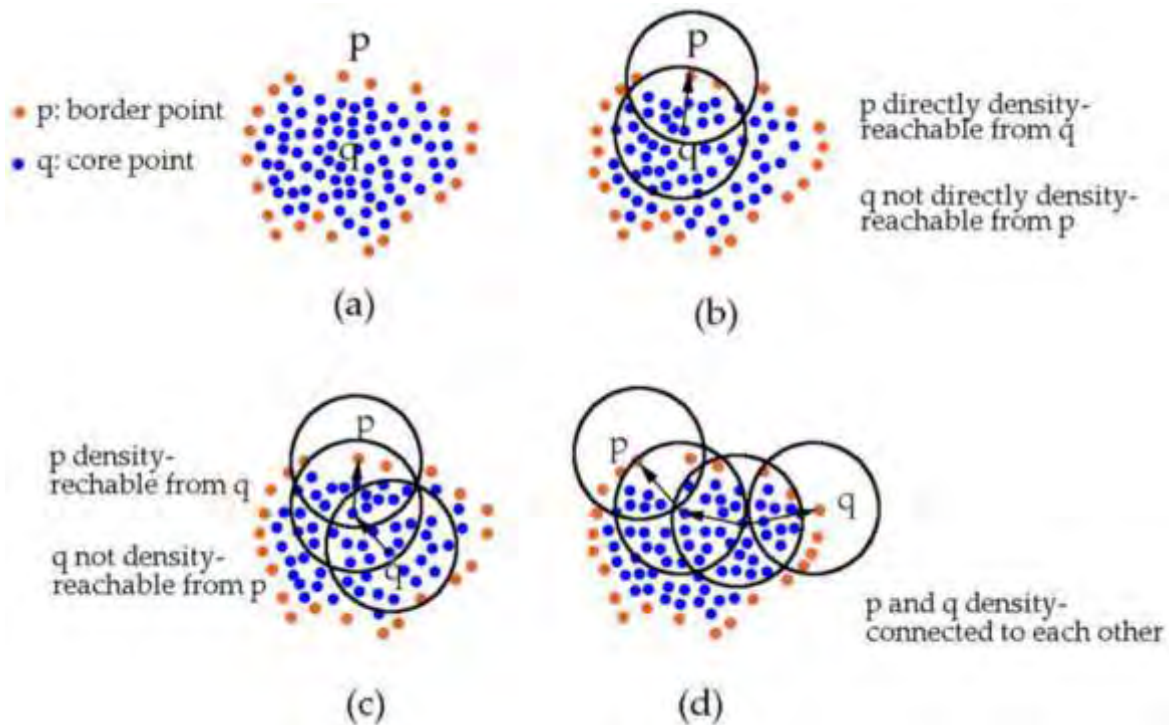 p
p: border point
q: core point
q
(a)
p
q
p directly density-
reachable from q
q not directly density-
reachable from p
(b)
p density-
rechable from q
q not density-
reachable from p
p
q
(c)
p
q
p and q density-
connected to each other
(d)